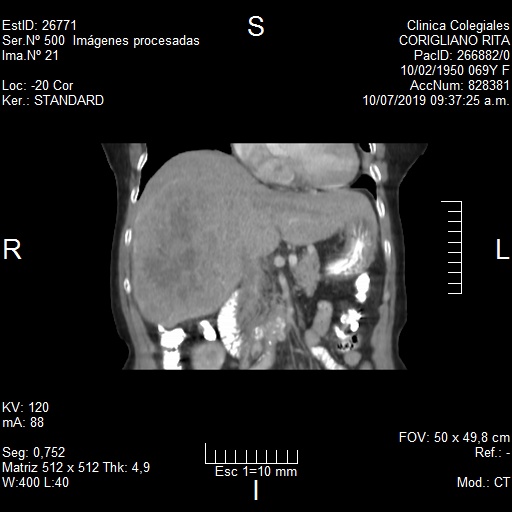 EstID: 26771
Ser.Nº 500 Imágenes procesadas
Ima.Nº 21
Loc: -20 Cor
Ker.: STANDARD
S
Clinica Colegiales
CORIGLIANO RITA
PacID: 266882/0
10/02/1950 069Y F
AccNum: 828381
10/07/2019 09:37:25 a.m.
R
L
KV: 120
mA: 88
Seg: 0,752
Matriz 512 x 512 Thk: 4,9
W:400 L:40
Esc 1=10 mm
I
FOV: 50 x 49,8 cm
Ref.: -
Mod.: CT